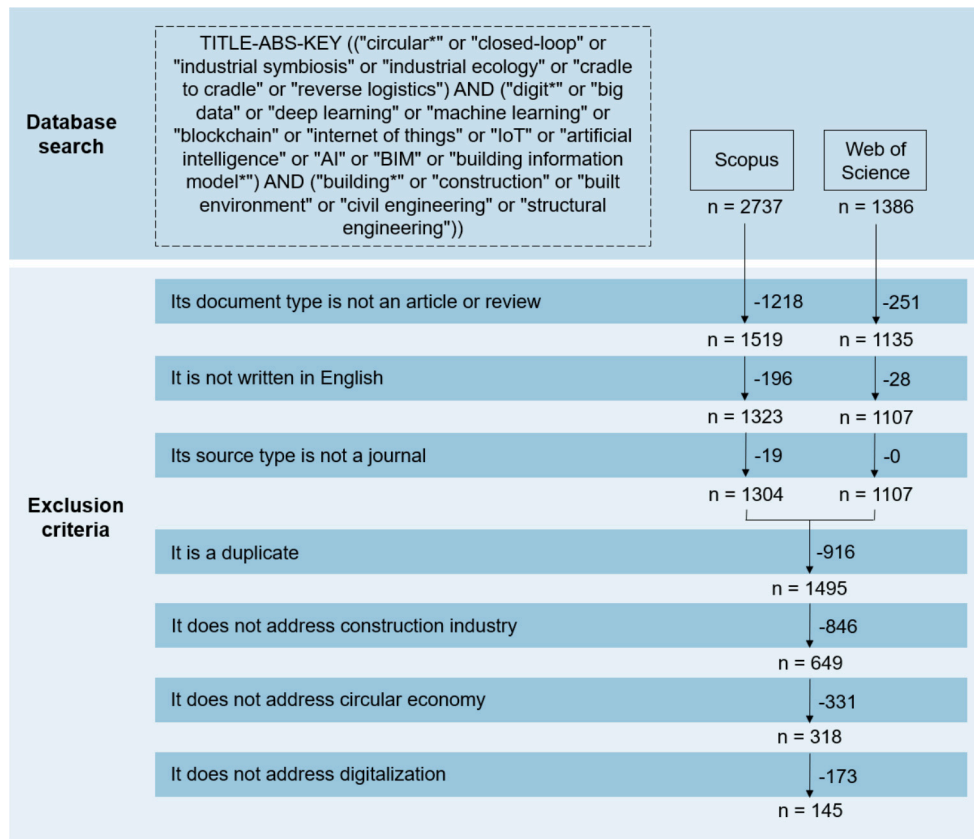 Database
search
TITLE-ABS-KEY (("circular*" or "closed-loop" or
"industrial symbiosis" or "industrial ecology" or "cradle
to cradle" or "reverse logistics") AND ("digit*" or "big
data" or "deep learning" or "machine learning" or
"blockchain" or "internet of things" or "IoT" or "artificial
intelligence" or "AI" or "BIM" or "building information
model*") AND ("building*" or "construction" or "built
environment" or "civil engineering" or "structural
engineering"))
Scopus
Web of
Science
n = 2737
n = 1386
Exclusion
criteria
Its document type is not an article or review
-1218
-251
n = 1519
n = 1135
It is not written in English
-196
-28
n = 1323
n = 1107
Its source type is not a journal
-19
-0
n = 1304
n = 1107
It is a duplicate
-916
n = 1495
It does not address construction industry
-846
n = 649
It does not address circular economy
-331
n = 318
It does not address digitalization
-173
n = 145